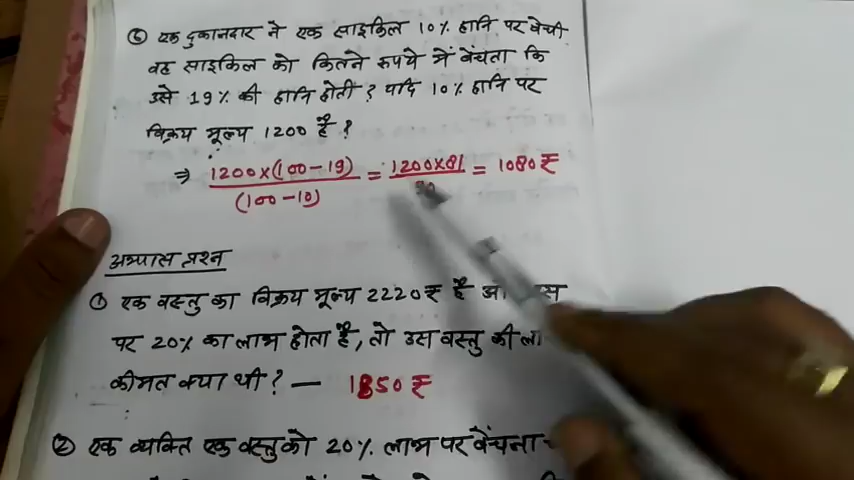 ⑥ एक दुकानदार ने एक साइकिल 10% हानि पर बेची
वह साइकिल को कितने रुपये में बेंचता कि
उसे 19% की हानि होती ? यदि 10% हानि पर
विक्रय मूल्य 1200 है ?
⇒ 1200×(100-19) / (100-10) = 1200×81 / 90 = 1080 ₹
अभ्यास प्रश्न
① एक वस्तु का विक्रय मूल्य 2220 ₹ है
पर 20% का लाभ होता है, तो उस वस्तु की
कीमत क्या थी ? — 1850 ₹
② एक व्यक्ति एक वस्तु को 20% लाभ पर बेंचना